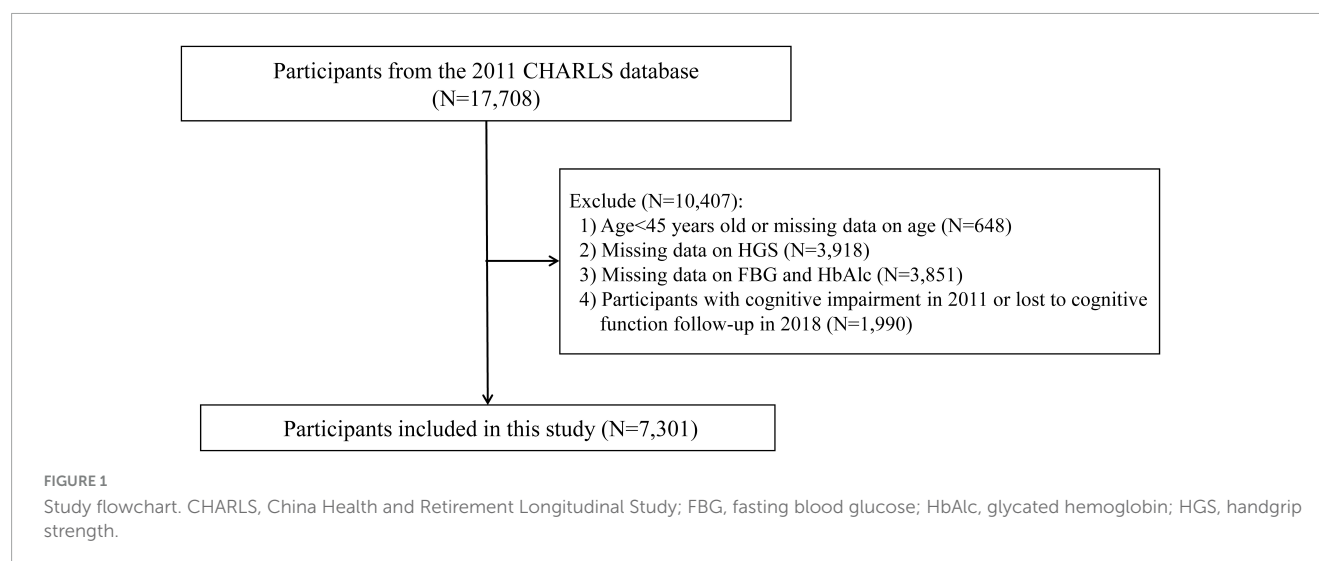 Participants from the 2011 CHARLS database
(N=17,708)
Exclude (N=10,407):
1) Age<45 years old or missing data on age (N=648)
2) Missing data on HGS (N=3,918)
3) Missing data on FBG and HbAlc (N=3,851)
4) Participants with cognitive impairment in 2011 or lost to cognitive
function follow-up in 2018 (N=1,990)
Participants included in this study (N=7,301)
FIGURE 1
Study flowchart. CHARLS, China Health and Retirement Longitudinal Study; FBG, fasting blood glucose; HbAlc, glycated hemoglobin; HGS, handgrip
strength.